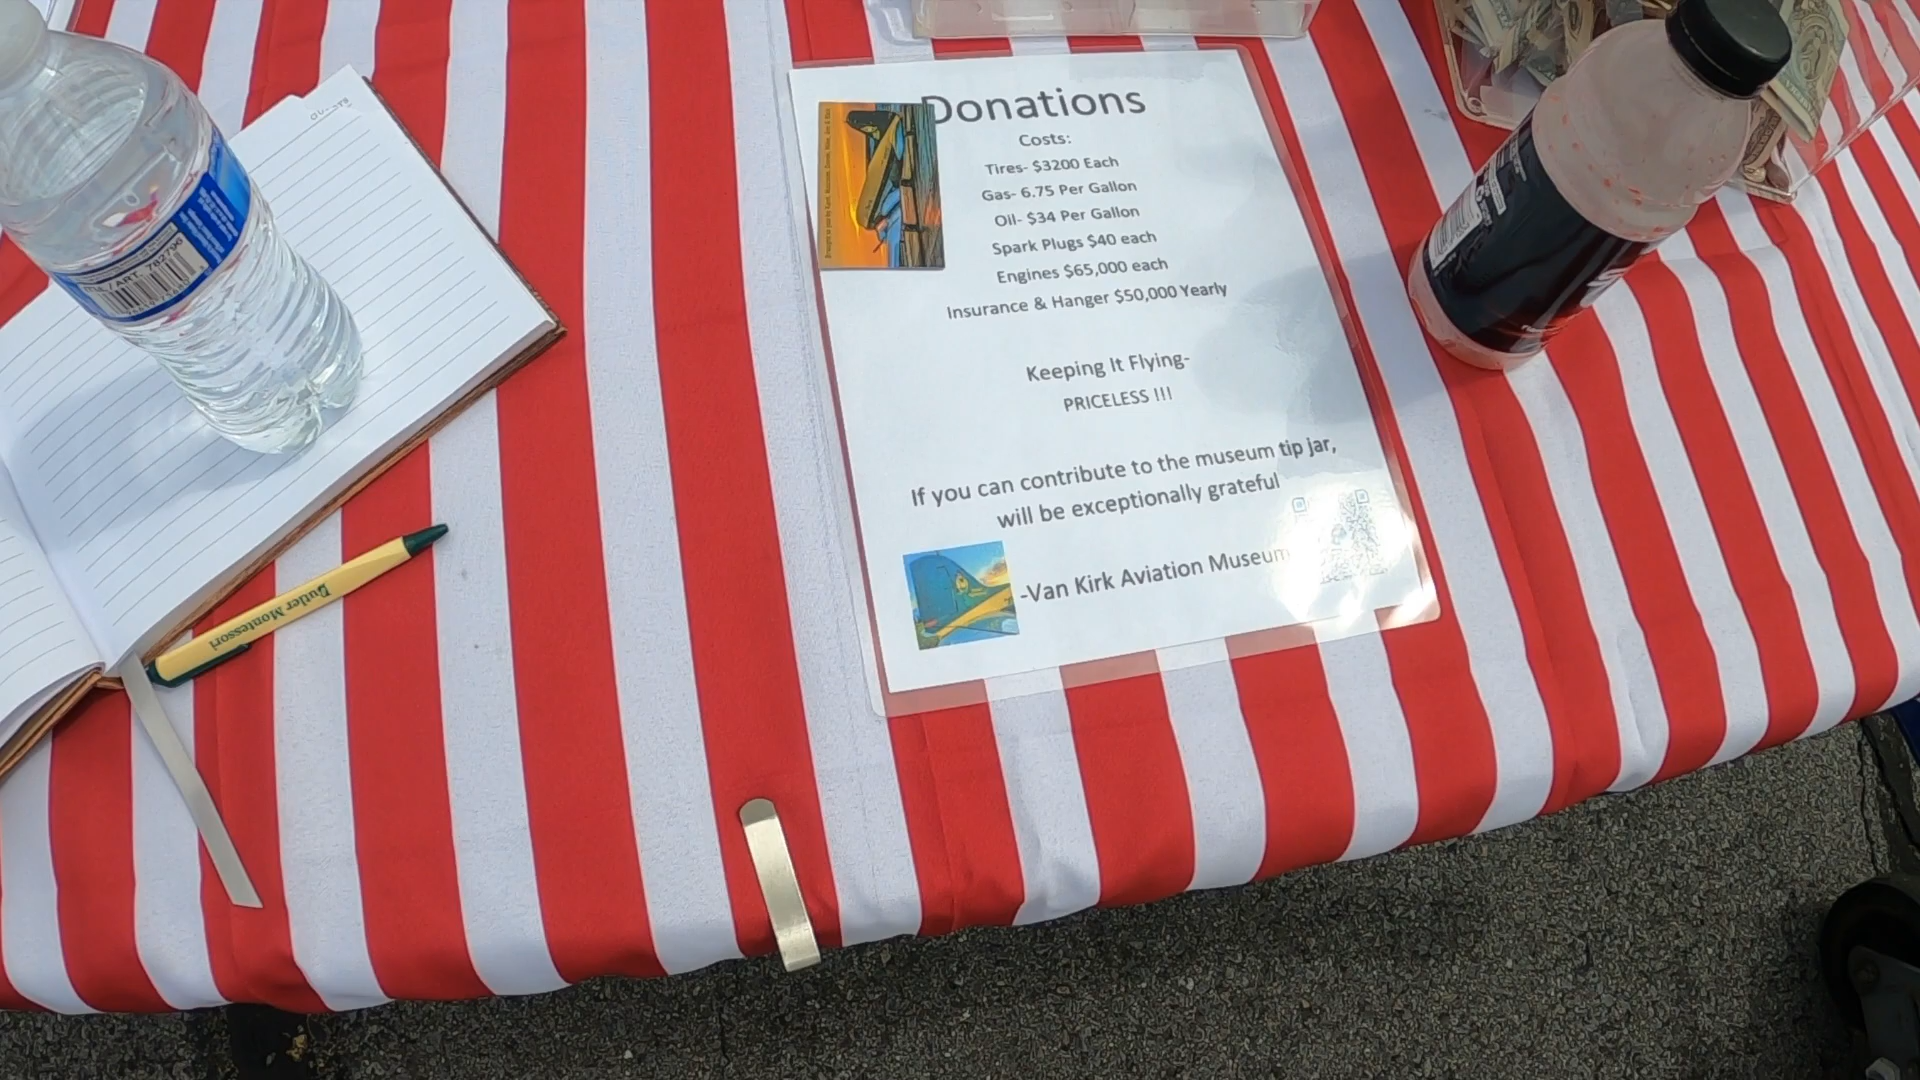 Donations
Costs:
Tires- $3200 Each
Gas- 6.75 Per Gallon
Oil- $34 Per Gallon
Spark Plugs $40 each
Engines $65,000 each
Insurance & Hanger $50,000 Yearly
Keeping It Flying-
PRICELESS !!!
If you can contribute to the museum tip jar,
will be exceptionally grateful
-Van Kirk Aviation Museum
Butler Montessori
/ART. 782796